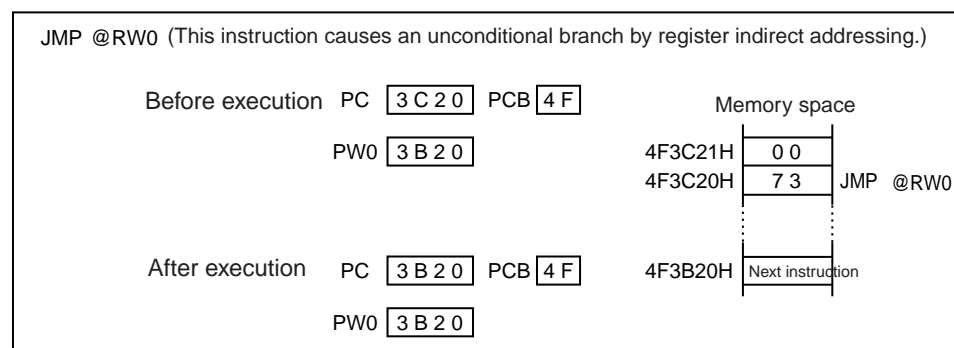 JMP @RW0 (This instruction causes an unconditional branch by register indirect addressing.)
Before execution PC 3C20 PCB 4F
Memory space
PW0 3B20
4F3C21H 00
4F3C20H 73 JMP @RW0
After execution PC 3B20 PCB 4F
4F3B20H Next instruction
PW0 3B20